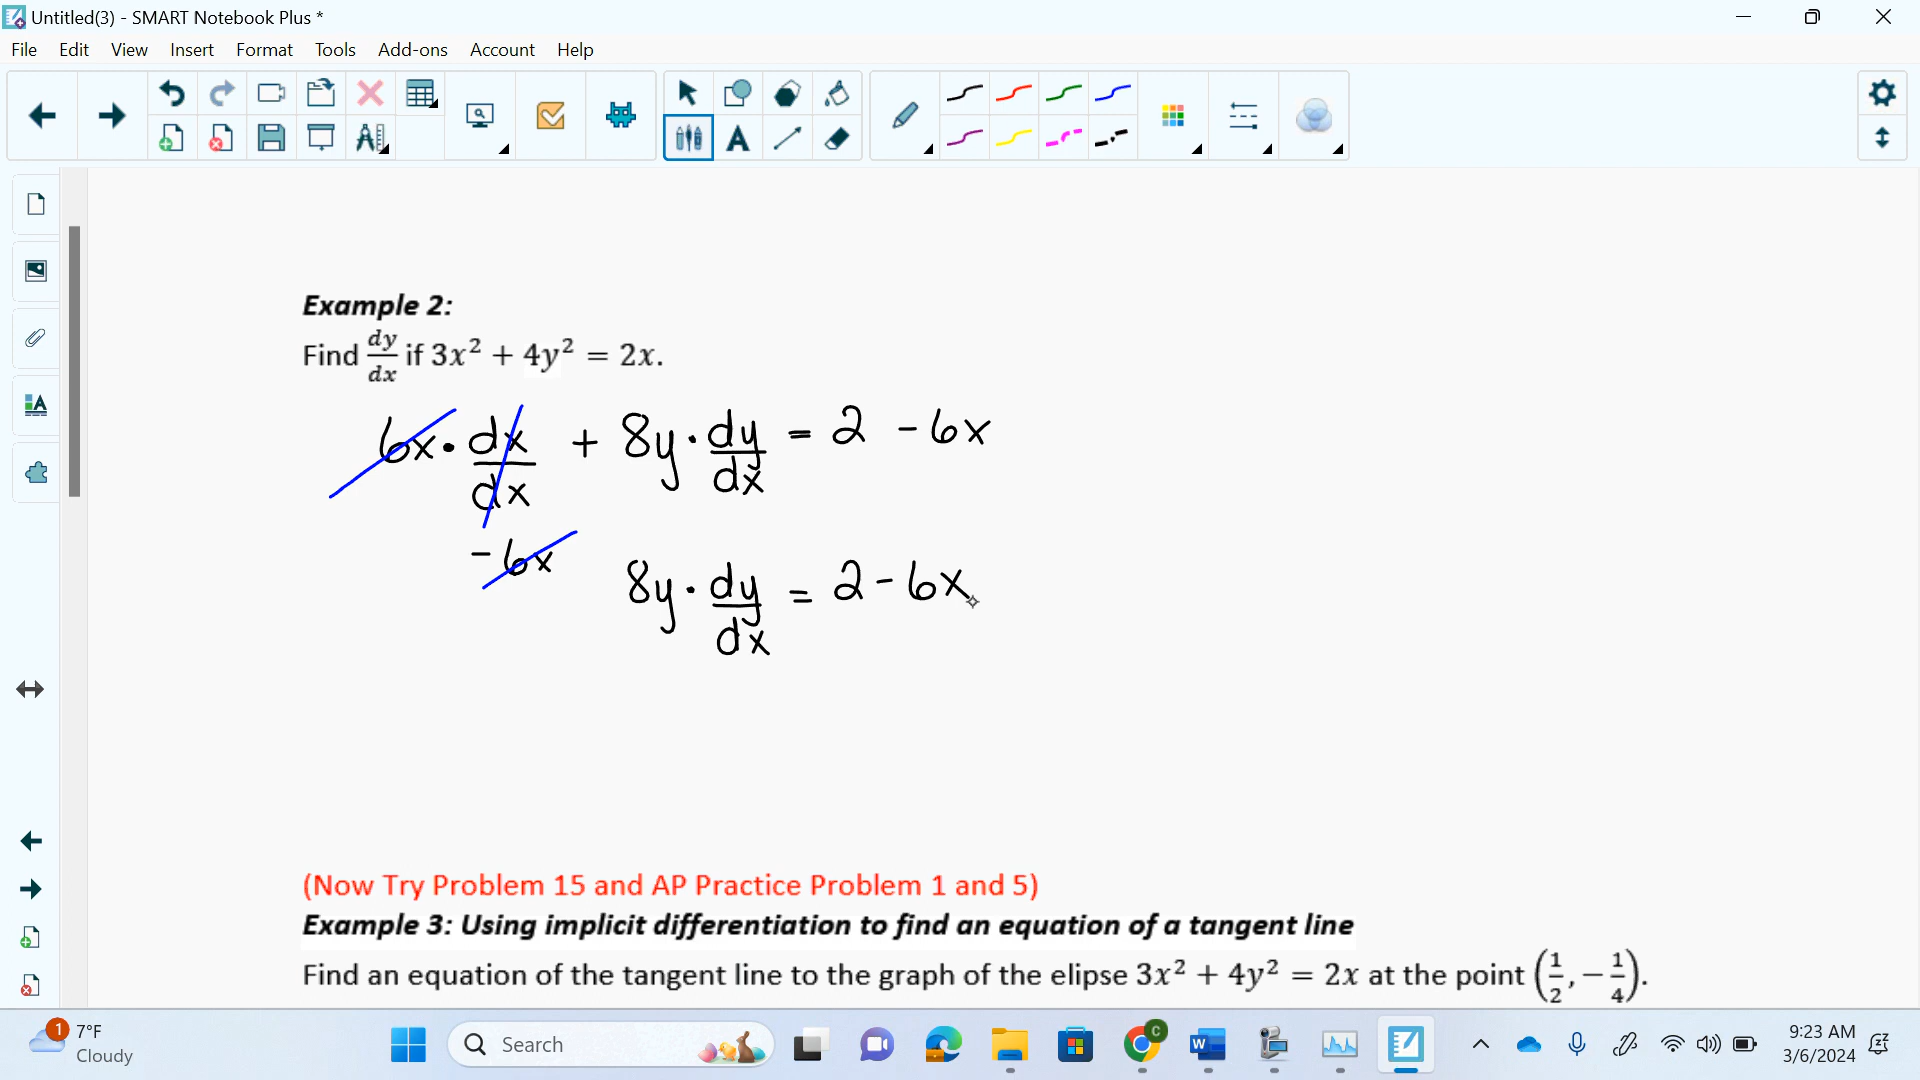 Untitled(3) - SMART Notebook Plus *
File Edit View Insert Format Tools Add-ons Account Help
Example 2:
Find dy/dx if 3x² + 4y² = 2x.
6x · dx/dx + 8y · dy/dx = 2 - 6x
-6x
8y · dy/dx = 2 - 6x
(Now Try Problem 15 and AP Practice Problem 1 and 5)
Example 3: Using implicit differentiation to find an equation of a tangent line
Find an equation of the tangent line to the graph of the elipse 3x² + 4y² = 2x at the point (1/2, -1/4).
1
7°F
Cloudy
Search
C
W
9:23 AM
3/6/2024